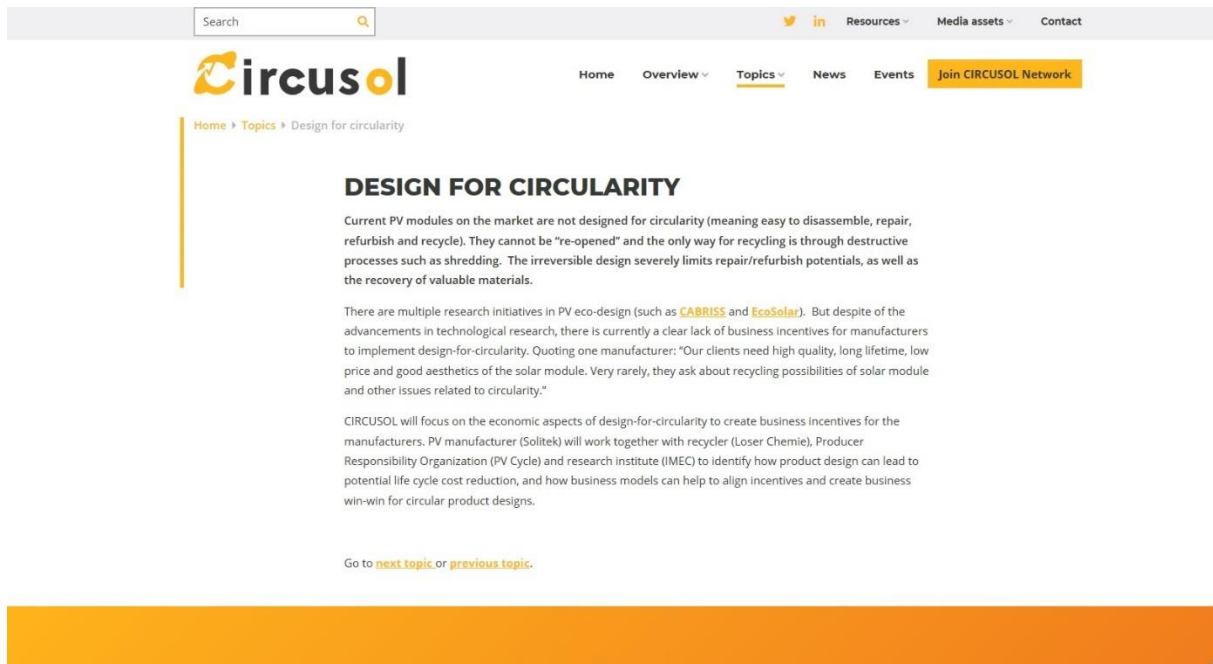 Search
in Resources Media assets Contact
Circusol
Home Overview Topics News Events Join CIRCUSOL Network
Home Topics Design for circularity
DESIGN FOR CIRCULARITY
Current PV modules on the market are not designed for circularity (meaning easy to disassemble, repair,
refurbish and recycle). They cannot be “re-opened” and the only way for recycling is through destructive
processes such as shredding. The irreversible design severely limits repair/refurbish potentials, as well as
the recovery of valuable materials.
There are multiple research initiatives in PV eco-design (such as CABRISS and EcoSolar). But despite of the
advancements in technological research, there is currently a clear lack of business incentives for manufacturers
to implement design-for-circularity. Quoting one manufacturer: “Our clients need high quality, long lifetime, low
price and good aesthetics of the solar module. Very rarely, they ask about recycling possibilities of solar module
and other issues related to circularity.”
CIRCUSOL will focus on the economic aspects of design-for-circularity to create business incentives for the
manufacturers. PV manufacturer (Solitek) will work together with recycler (Loser Chemie), Producer
Responsibility Organization (PV Cycle) and research institute (IMEC) to identify how product design can lead to
potential life cycle cost reduction, and how business models can help to align incentives and create business
win-win for circular product designs.
Go to next topic or previous topic.